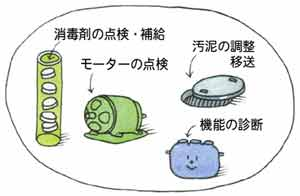 消毒剤の点検・補給
モーターの点検
汚泥の調整
移送
機能の診断